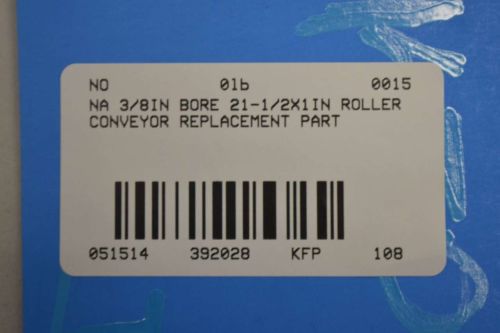 NO 01b 0015
NA 3/8IN BORE 21-1/2X1IN ROLLER
CONVEYOR REPLACEMENT PART
051514 392028 KFP 108